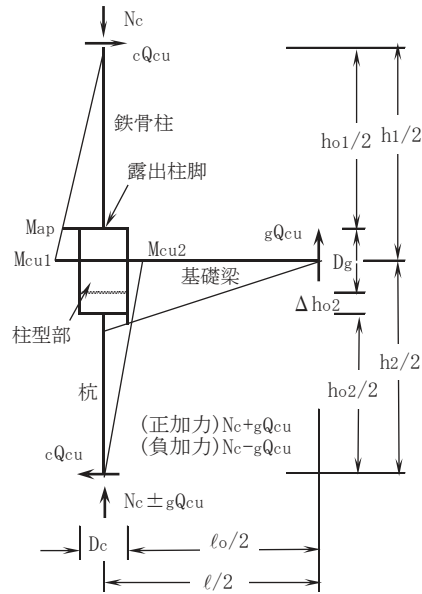 Nc
cQcu
鉄骨柱
露出柱脚
ho1/2
h1/2
Map
Mcu1
Mcu2
gQcu
Dg
基礎梁
Δho2
柱型部
杭
ho2/2
h2/2
(正加力)Nc+gQcu
(負加力)Nc-gQcu
cQcu
Nc±gQcu
Dc
ℓo/2
ℓ/2